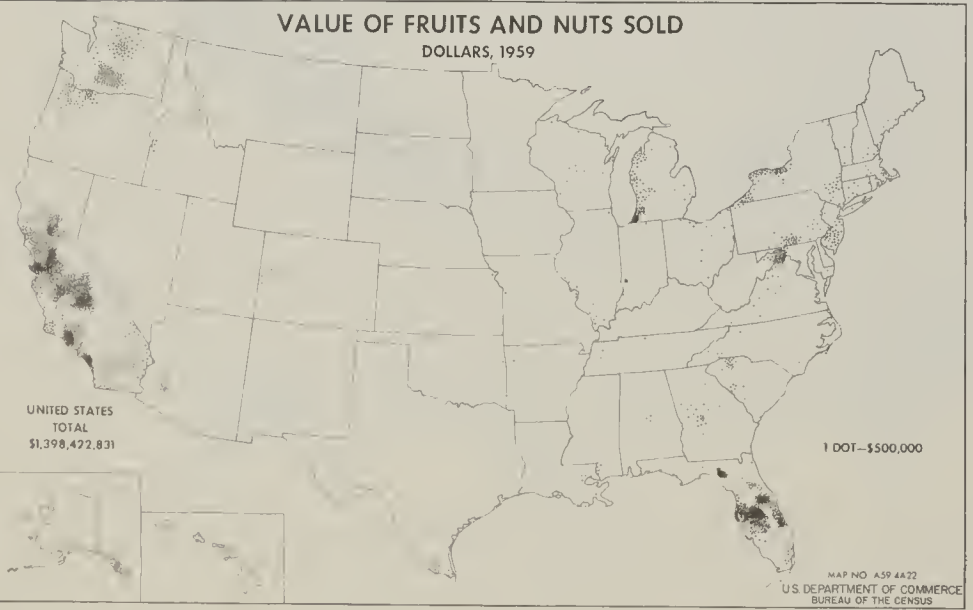 VALUE OF FRUITS AND NUTS SOLD
DOLLARS, 1959
UNITED STATES
TOTAL
$1,398,422,831
1 DOT—$500,000
MAP NO A59 4A22
U.S. DEPARTMENT OF COMMERCE
BUREAU OF THE CENSUS